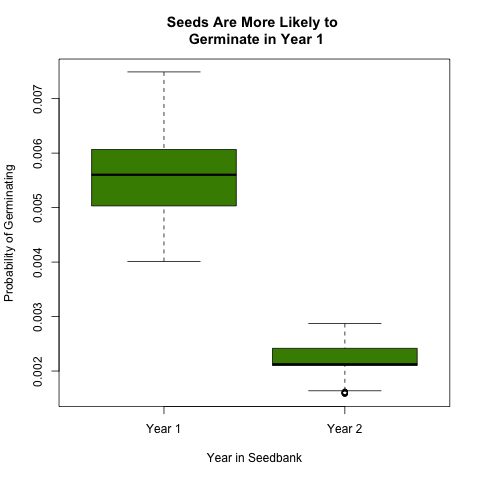 Seeds Are More Likely to
Germinate in Year 1
Probability of Germinating
0.007
0.006
0.005
0.004
0.003
0.002
Year 1
Year 2
Year in Seedbank